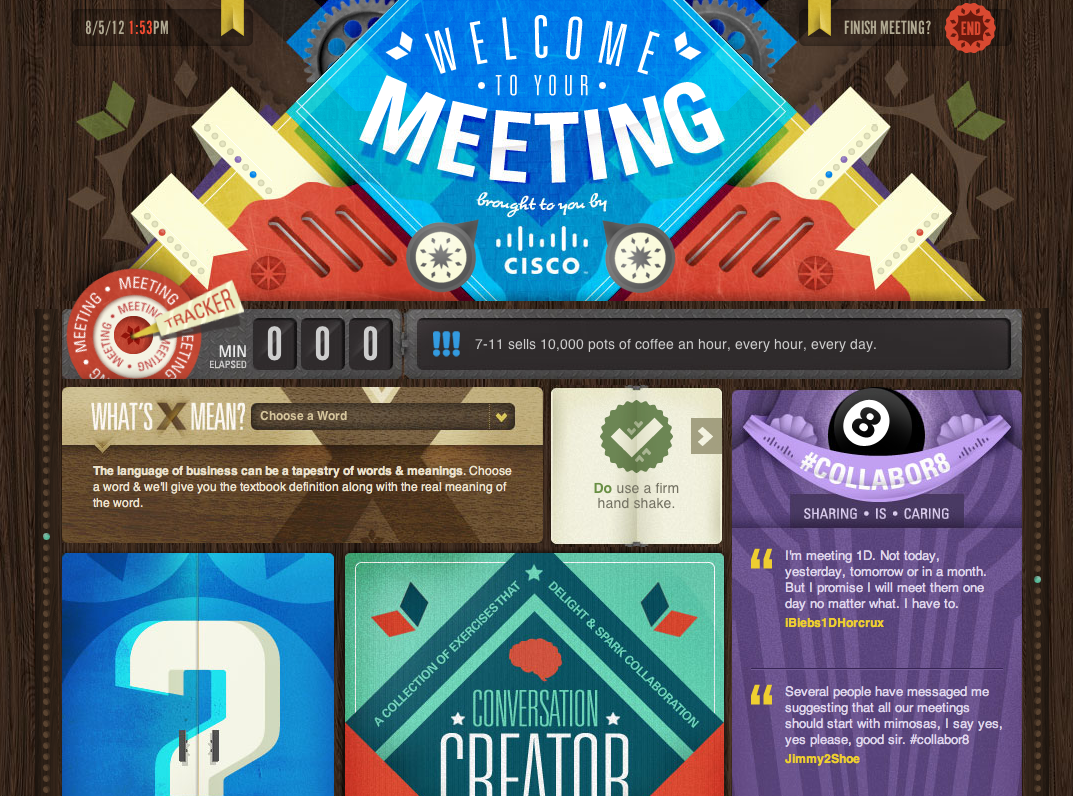 8/5/12 1:53PM
FINISH MEETING?
END
WELCOME
• TO YOUR •
MEETING
brought to you by
CISCO
MEETING • MEETING • MEETING •
MEETING • MEETING • MEETING
TRACKER
MIN
ELAPSED
0 0 0
!!! 7-11 sells 10,000 pots of coffee an hour, every hour, every day.
WHAT'S X MEAN?
Choose a Word
The language of business can be a tapestry of words & meanings. Choose
a word & we'll give you the textbook definition along with the real meaning of
the word.
Do use a firm
hand shake.
8
#COLLABOR8
SHARING • IS • CARING
“ I'm meeting 1D. Not today,
yesterday, tomorrow or in a month.
But I promise I will meet them one
day no matter what. I have to.
iBlebs1DHorcrux
“ Several people have messaged me
suggesting that all our meetings
should start with mimosas, I say yes,
yes please, good sir. #collabor8
Jimmy2Shoe
?
A COLLECTION OF EXERCISES THAT
DELIGHT & SPARK COLLABORATION
CONVERSATION
CREATOR